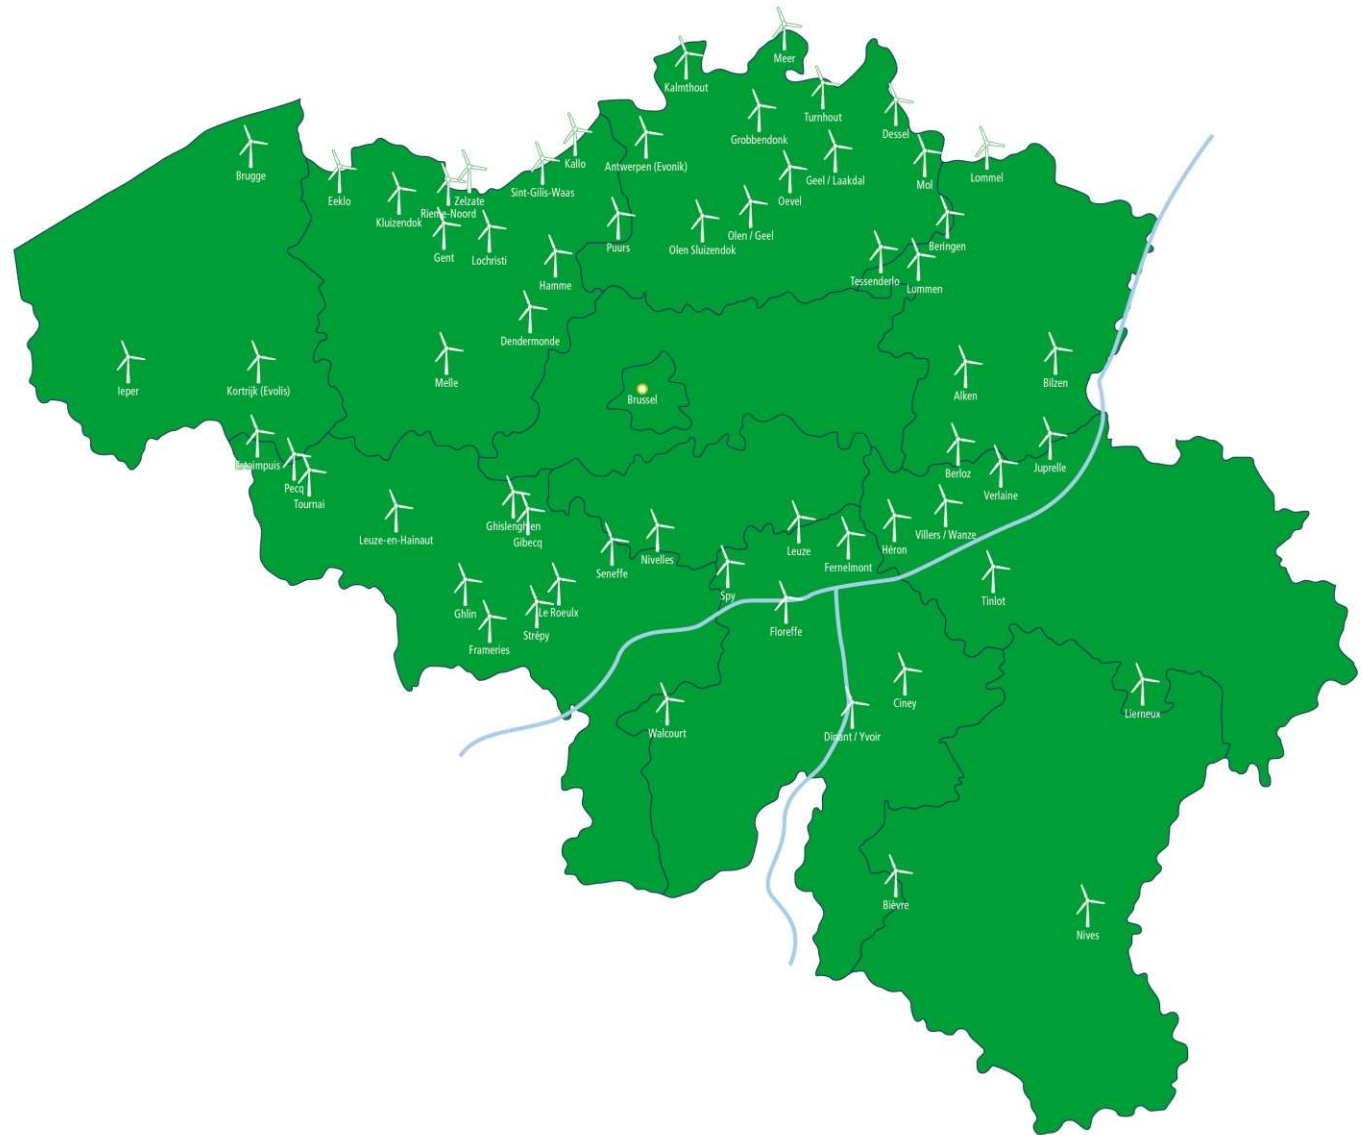 Meer
Kalmthout
Turnhout
Dessel
Grobbendonk
Kallo
Antwerpen (Evonik)
Brugge
Geel / Laakdal
Mol
Lommel
Sint-Gilis-Waas
Eeklo
Zelzate
Oevel
Rieme-Noord
Kluizendok
Olen / Geel
Puurs
Olen Sluizendok
Beringen
Gent
Lochristi
Tessenderlo
Lummen
Hamme
Dendermonde
Melle
Bilzen
Ieper
Kortrijk (Evolis)
Alken
Brussel
Estaimpuis
Juprelle
Berloz
Pecq
Verlaine
Tournai
Ghislenghien
Villers / Wanze
Leuze-en-Hainaut
Gibecq
Leuze
Héron
Nivelles
Fernelmont
Seneffe
Spy
Tinlot
Ghlin
Le Roeulx
Floreffe
Strépy
Frameries
Ciney
Lierneux
Walcourt
Dinant / Yvoir
Bièvre
Nives